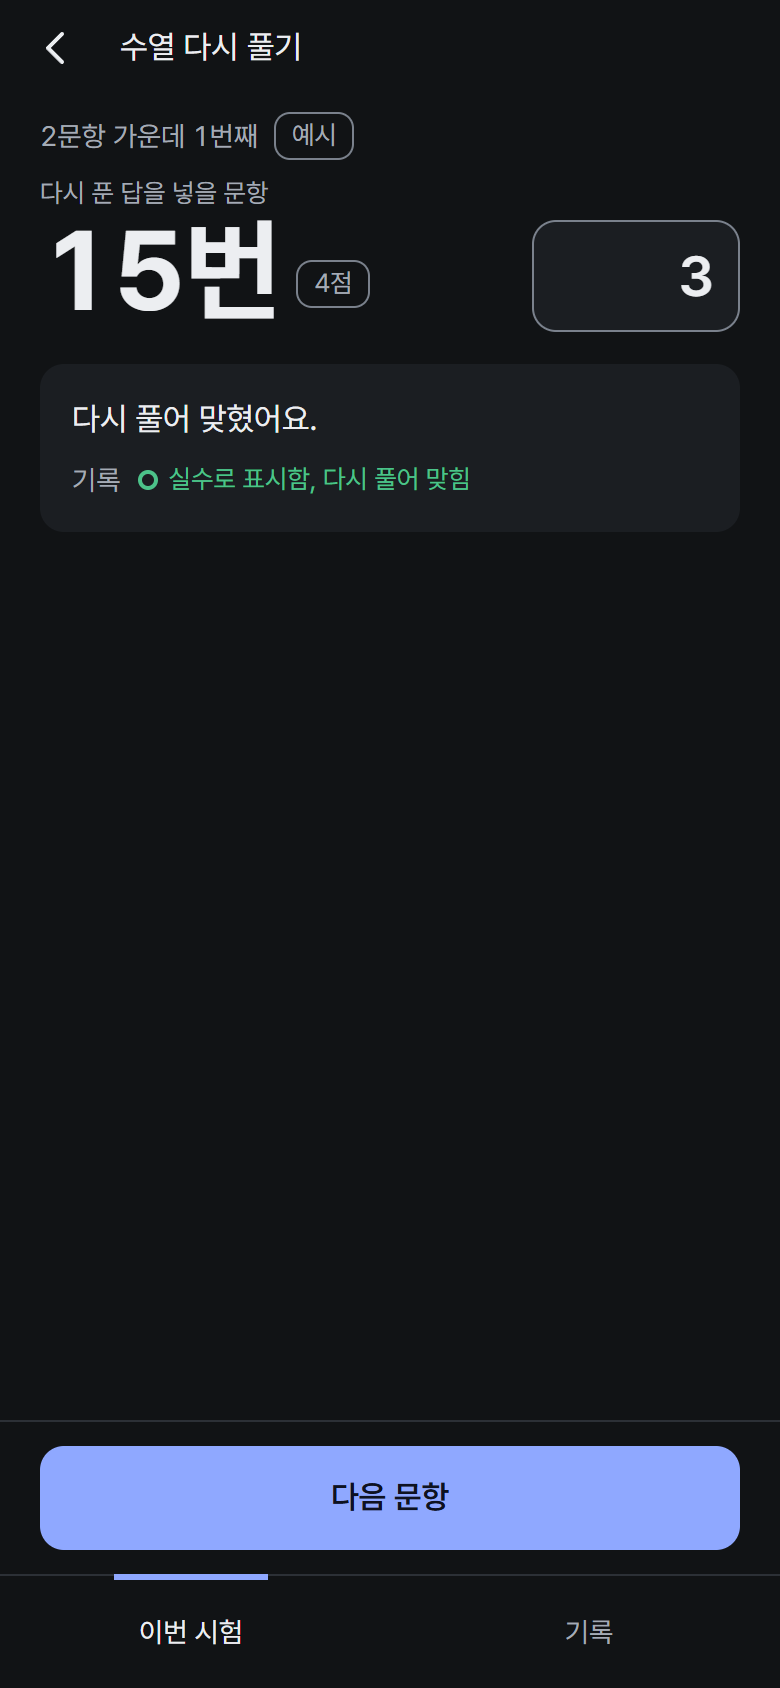 수열 다시 풀기
2문항 가운데 1번째 예시
다시 푼 답을 넣을 문항
15번 4점 3
다시 풀어 맞혔어요.
기록 실수로 표시함, 다시 풀어 맞힘
다음 문항
이번 시험 기록